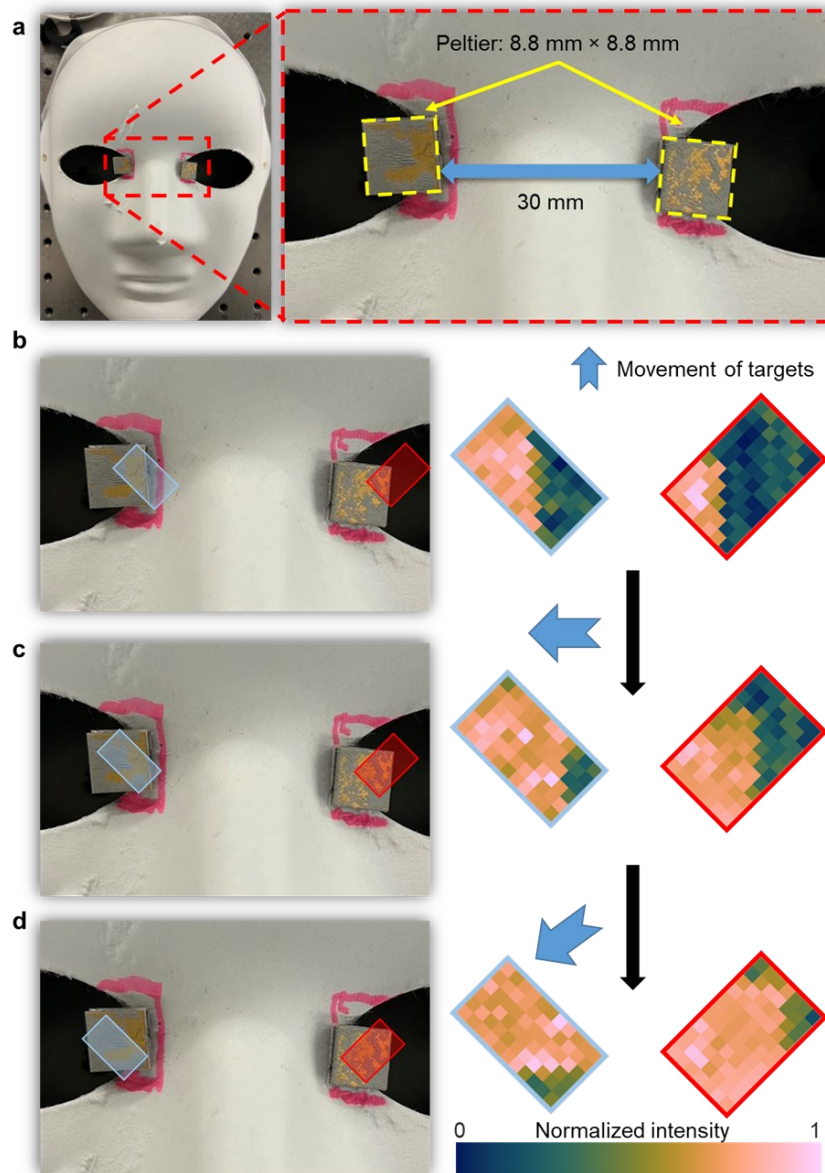 a
Peltier: 8.8 mm × 8.8 mm
30 mm
b
Movement of targets
c
d
0 Normalized intensity 1